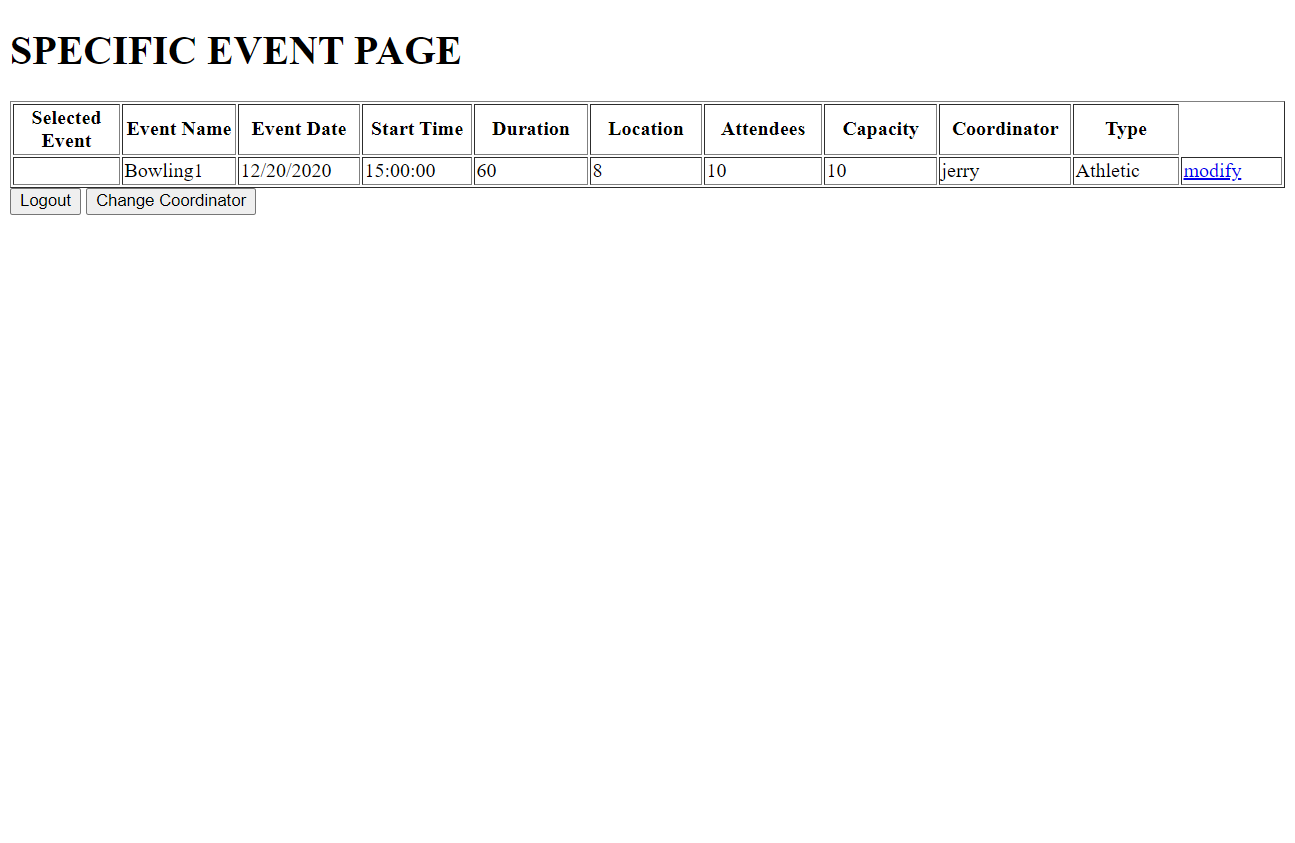 SPECIFIC EVENT PAGE
Selected Event Event Name Event Date Start Time Duration Location Attendees Capacity Coordinator Type
Bowling1 12/20/2020 15:00:00 60 8 10 10 jerry Athletic modify
Logout Change Coordinator